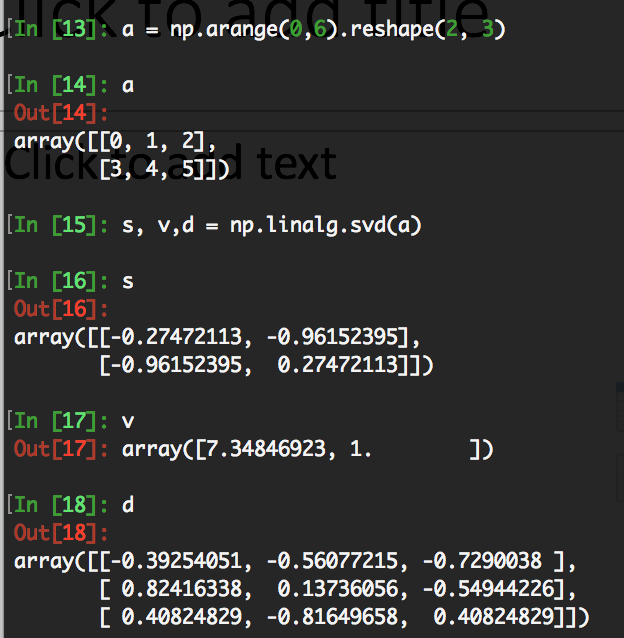 Click to add title
[In [13]: a = np.arange(0,6).reshape(2, 3)
[In [14]: a
Out[14]:
array([[0, 1, 2],
       [3, 4, 5]])
Click to add text
[In [15]: s, v,d = np.linalg.svd(a)
[In [16]: s
Out[16]:
array([[-0.27472113, -0.96152395],
       [-0.96152395,  0.27472113]])
[In [17]: v
Out[17]: array([7.34846923, 1.        ])
[In [18]: d
Out[18]:
array([[-0.39254051, -0.56077215, -0.7290038 ],
       [ 0.82416338,  0.13736056, -0.54944226],
       [ 0.40824829, -0.81649658,  0.40824829]])